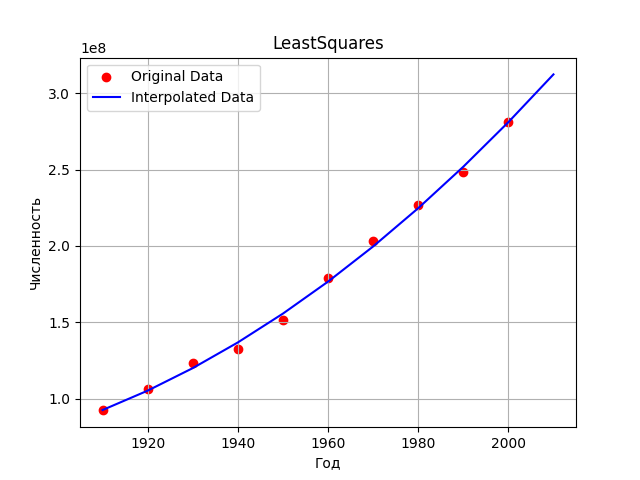 LeastSquares
1e8
Original Data
Interpolated Data
3.0
2.5
2.0
1.5
1.0
Численность
1920 1940 1960 1980 2000
Год